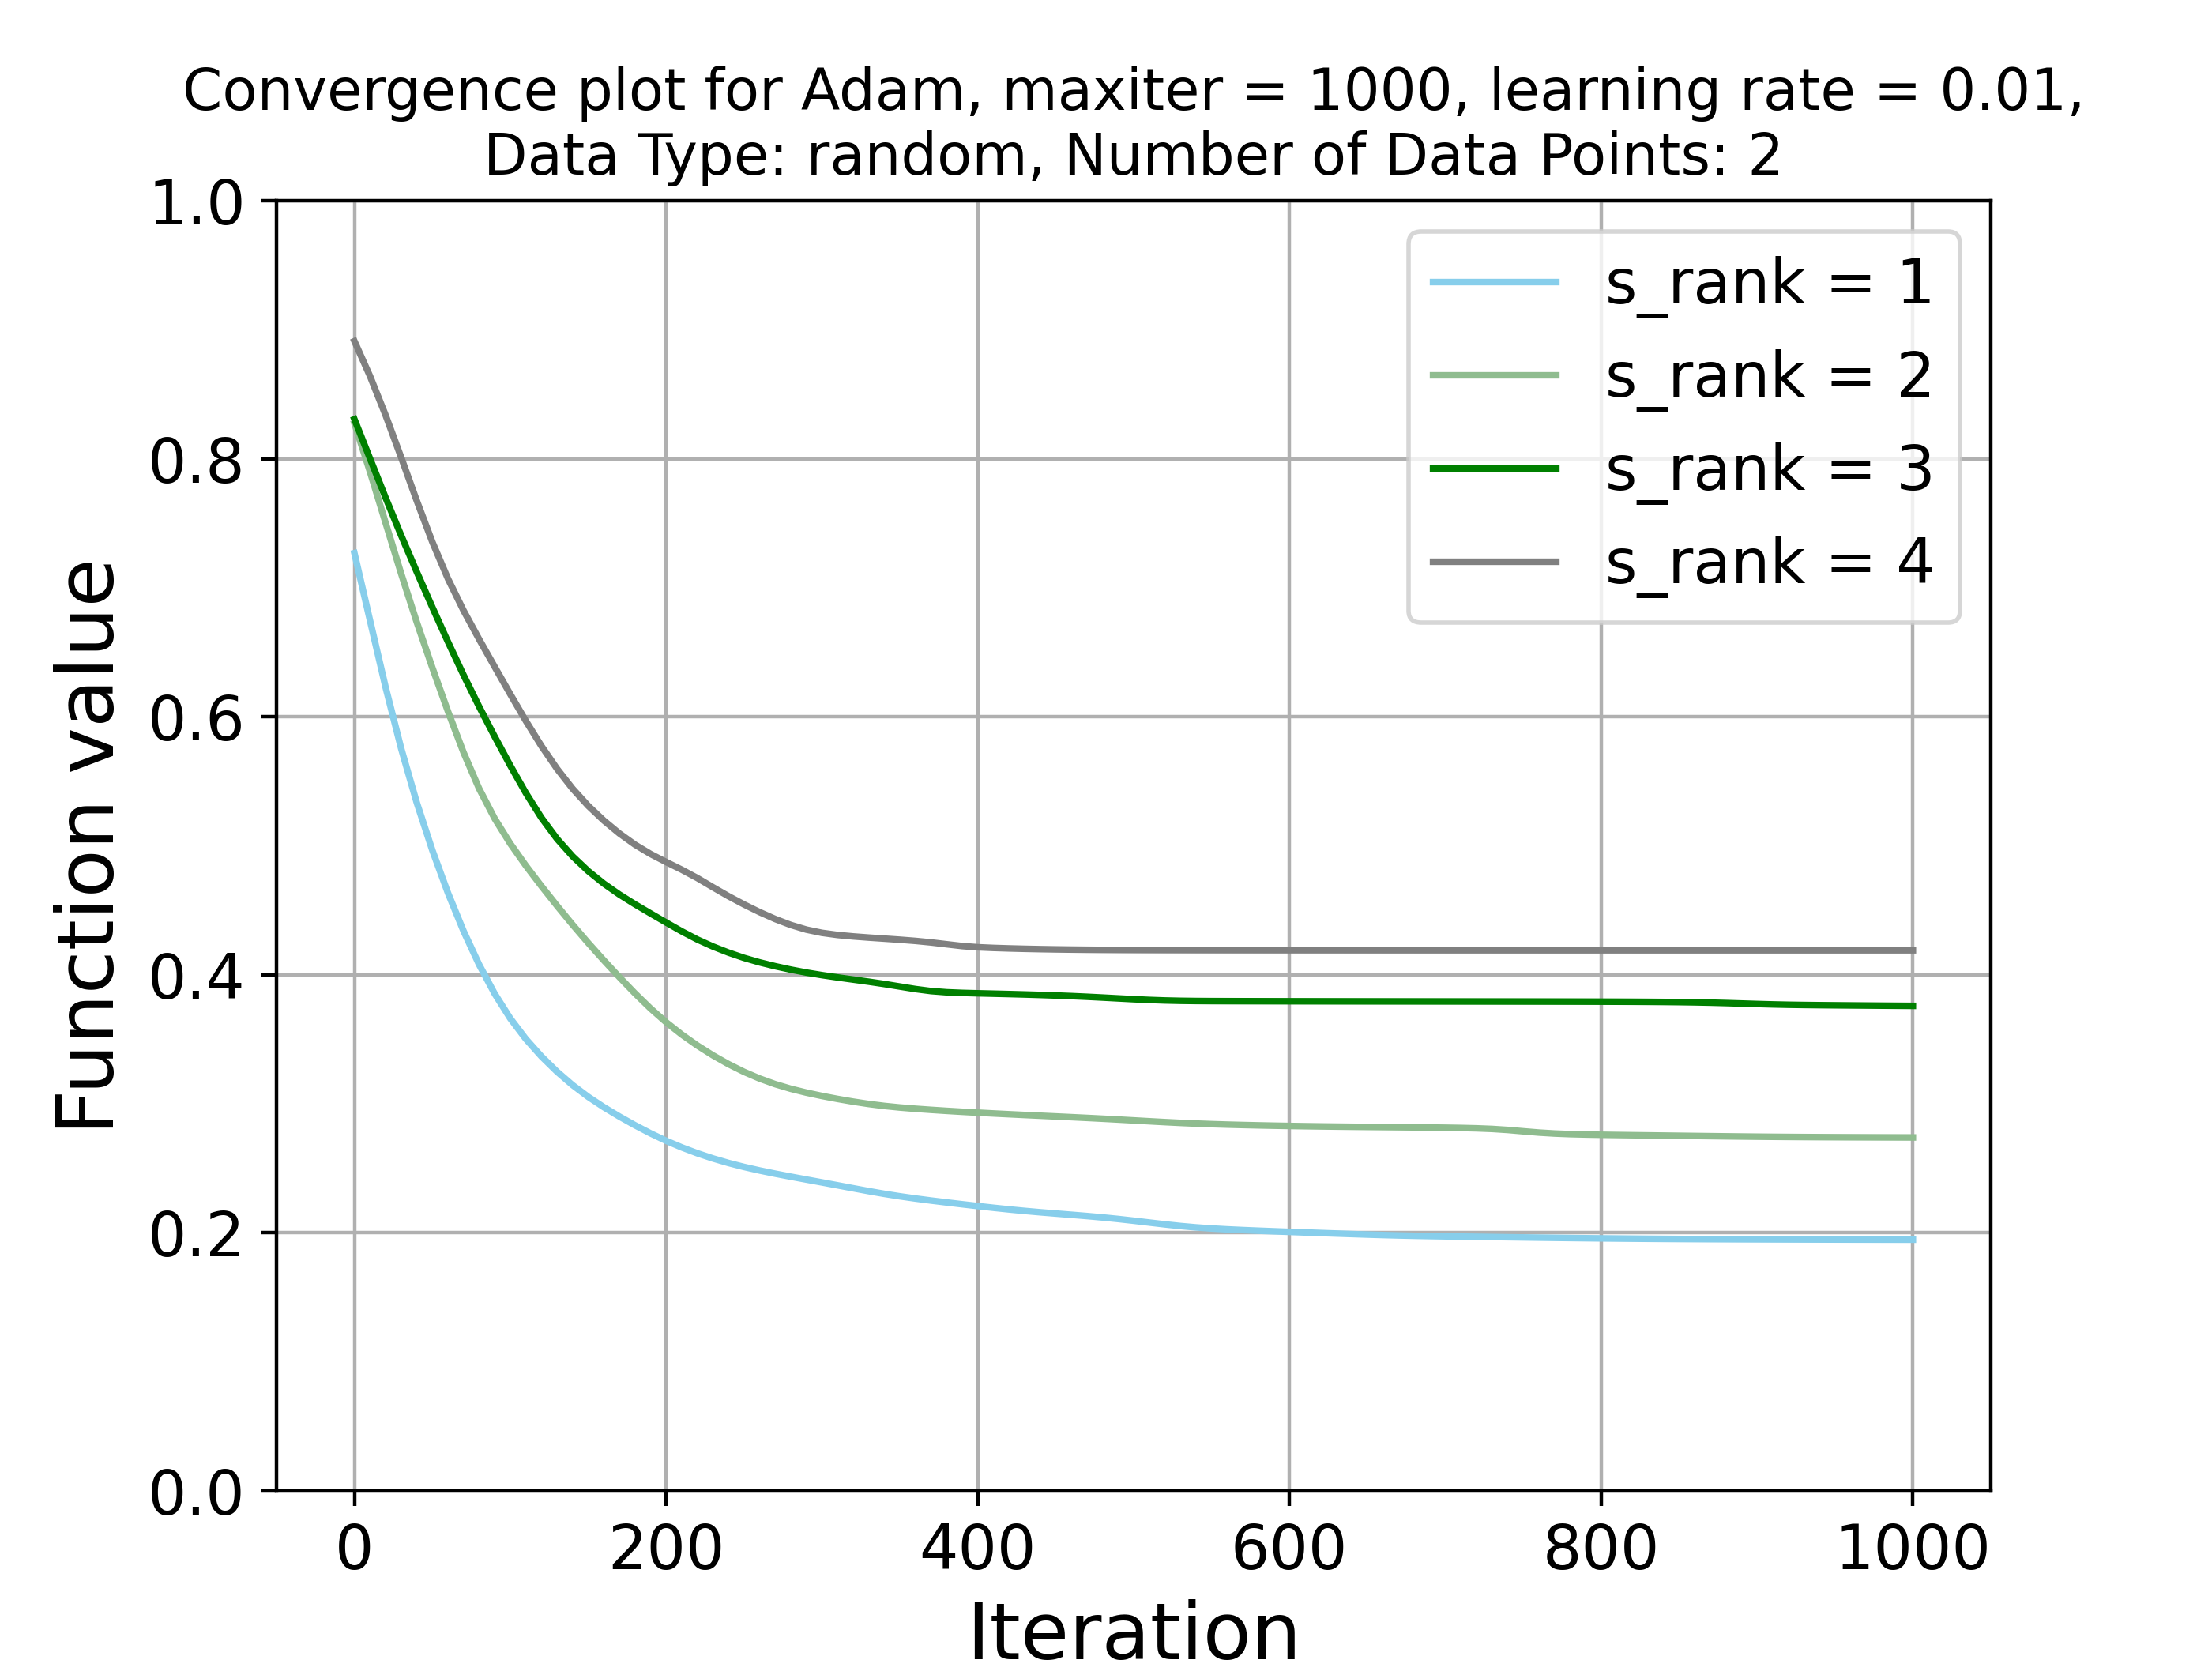 Convergence plot for Adam, maxiter = 1000, learning rate = 0.01,
Data Type: random, Number of Data Points: 2
1.0
0.8
0.6
0.4
0.2
0.0
Function value
s_rank = 1
s_rank = 2
s_rank = 3
s_rank = 4
0 200 400 600 800 1000
Iteration